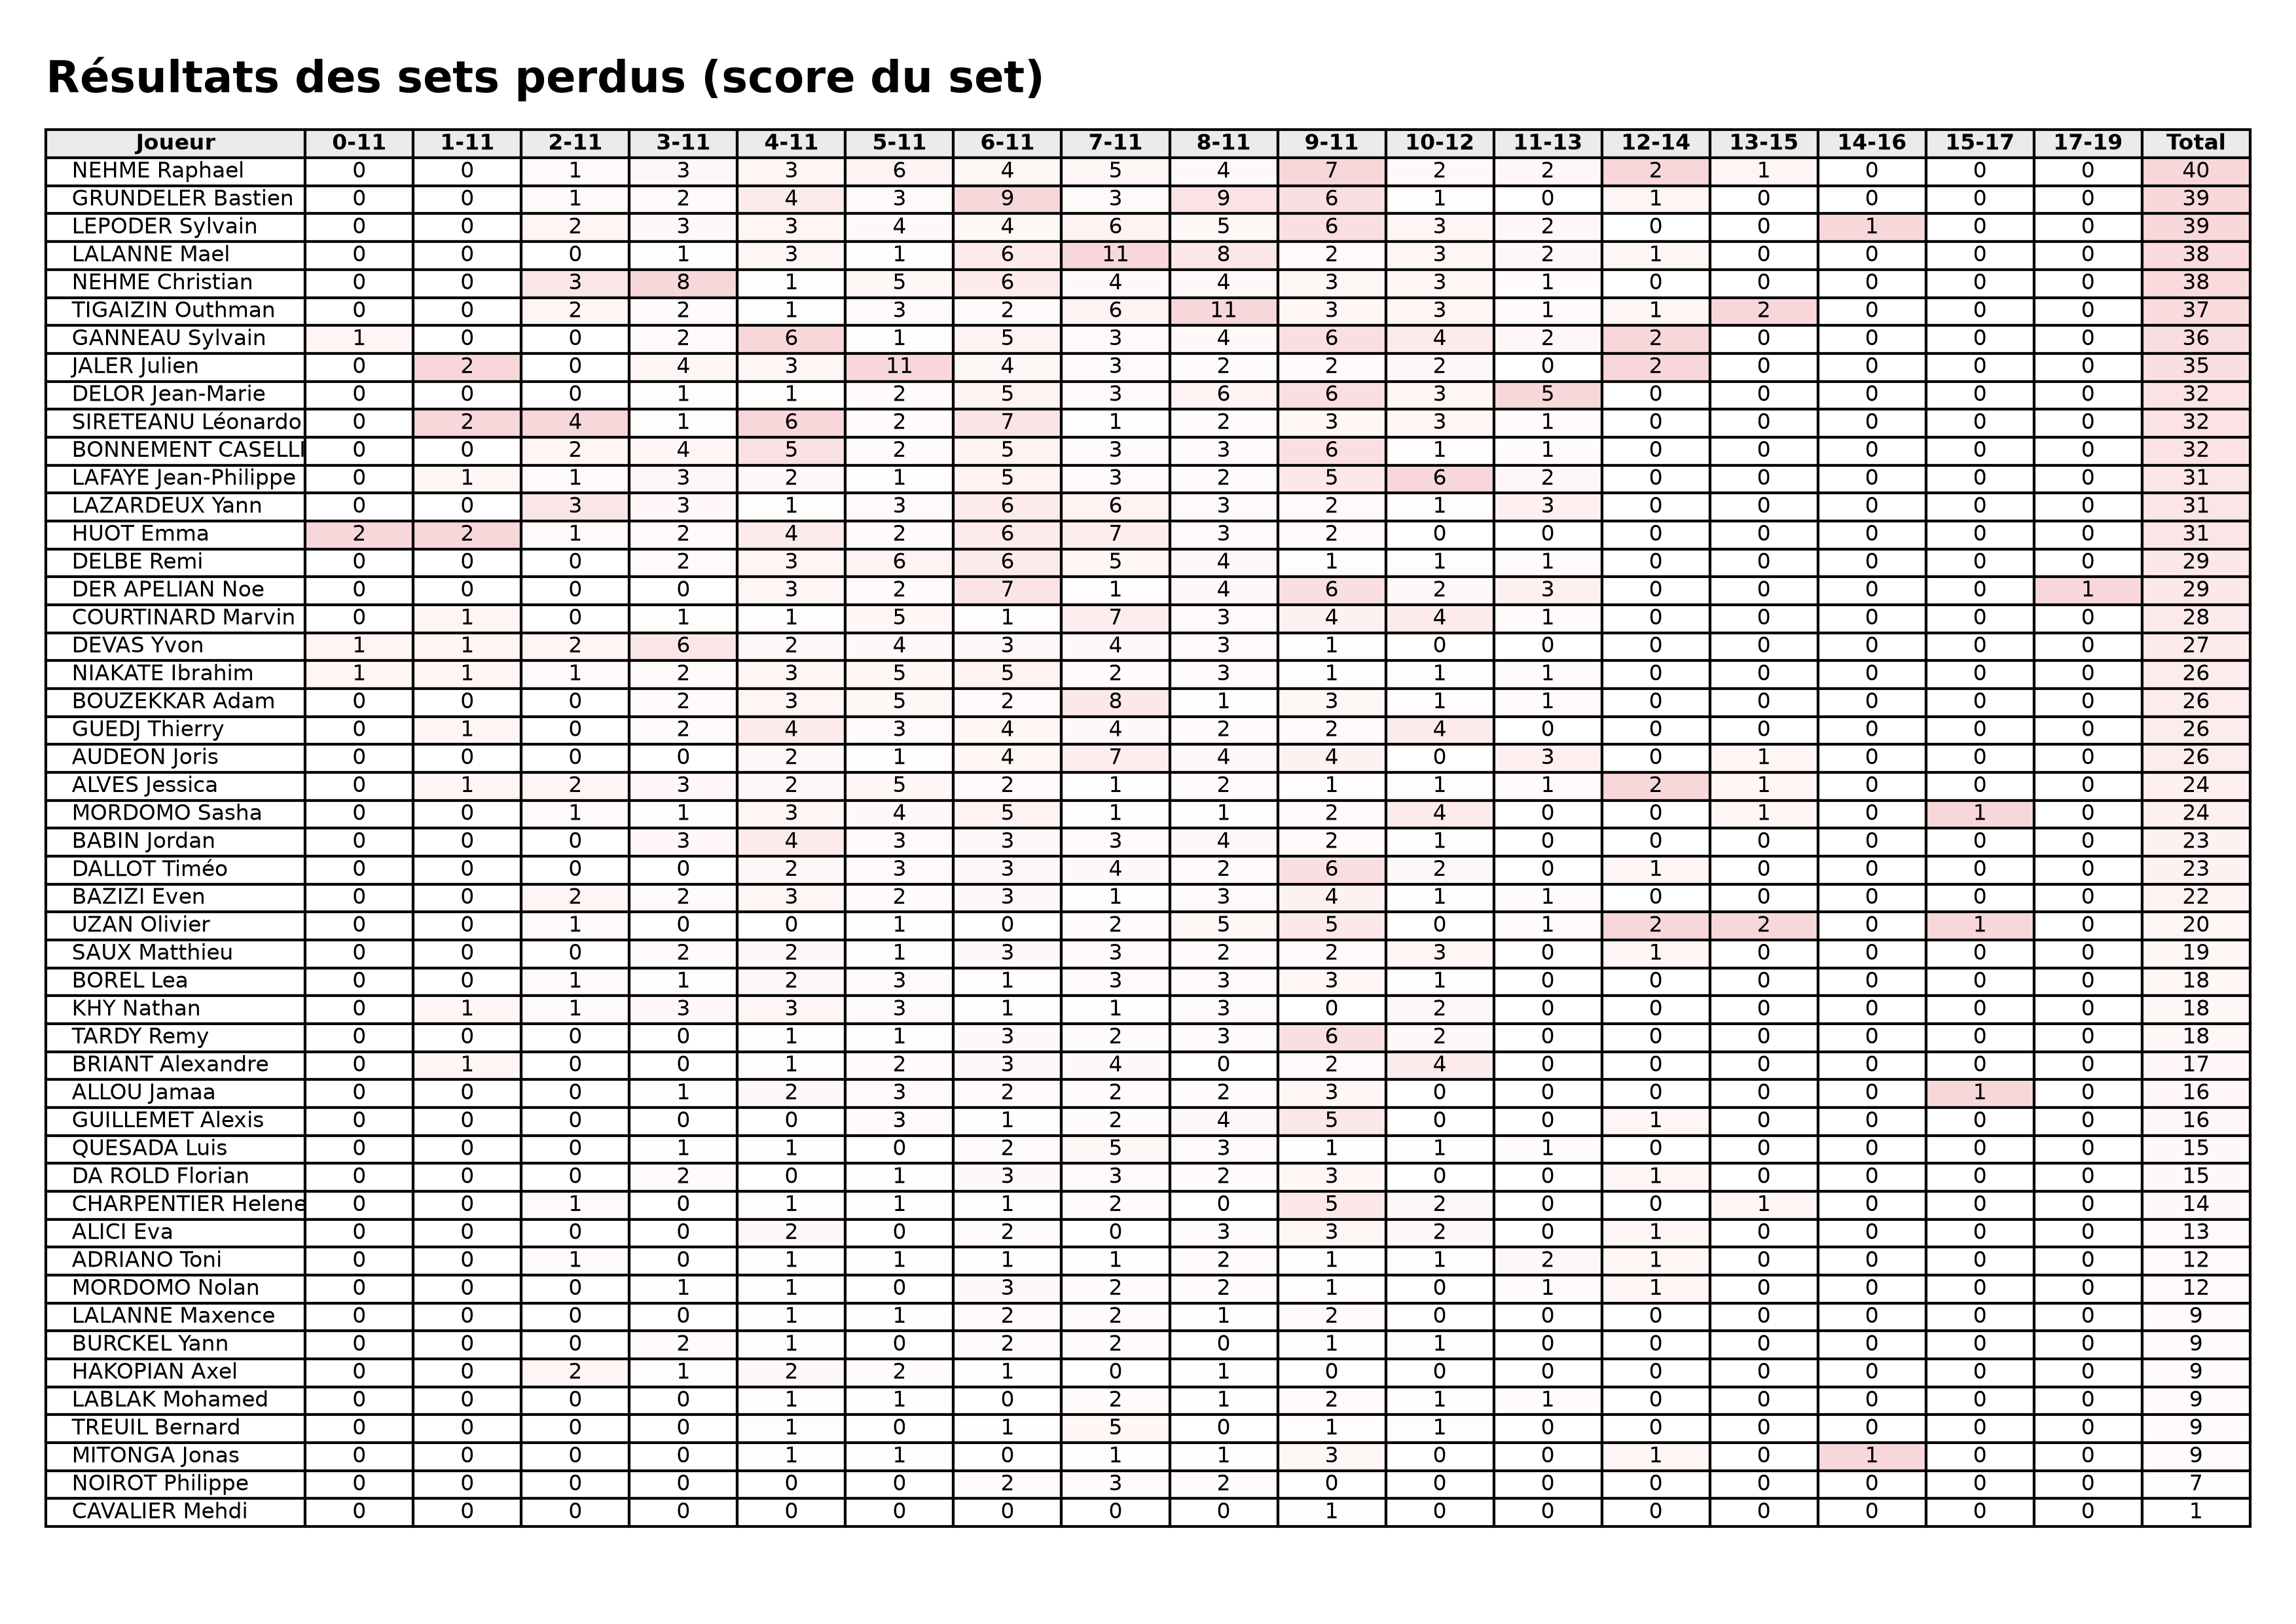 Résultats des sets perdus (score du set)
Joueur 0-11 1-11 2-11 3-11 4-11 5-11 6-11 7-11 8-11 9-11 10-12 11-13 12-14 13-15 14-16 15-17 17-19 Total
NEHME Raphael 0 0 1 3 3 6 4 5 4 7 2 2 2 1 0 0 0 40
GRUNDELER Bastien 0 0 1 2 4 3 9 3 9 6 1 0 1 0 0 0 0 39
LEPODER Sylvain 0 0 2 3 3 4 4 6 5 6 3 2 0 0 1 0 0 39
LALANNE Mael 0 0 0 1 3 1 6 11 8 2 3 2 1 0 0 0 0 38
NEHME Christian 0 0 3 8 1 5 6 4 4 3 3 1 0 0 0 0 0 38
TIGAIZIN Outhman 0 0 2 2 1 3 2 6 11 3 3 1 1 2 0 0 0 37
GANNEAU Sylvain 1 0 0 2 6 1 5 3 4 6 4 2 2 0 0 0 0 36
JALER Julien 0 2 0 4 3 11 4 3 2 2 2 0 2 0 0 0 0 35
DELOR Jean-Marie 0 0 0 1 1 2 5 3 6 6 3 5 0 0 0 0 0 32
SIRETEANU Léonardo 0 2 4 1 6 2 7 1 2 3 3 1 0 0 0 0 0 32
BONNEMENT CASELLI 0 0 2 4 5 2 5 3 3 6 1 1 0 0 0 0 0 32
LAFAYE Jean-Philippe 0 1 1 3 2 1 5 3 2 5 6 2 0 0 0 0 0 31
LAZARDEUX Yann 0 0 3 3 1 3 6 6 3 2 1 3 0 0 0 0 0 31
HUOT Emma 2 2 1 2 4 2 6 7 3 2 0 0 0 0 0 0 0 31
DELBE Remi 0 0 0 2 3 6 6 5 4 1 1 1 0 0 0 0 0 29
DER APELIAN Noe 0 0 0 0 3 2 7 1 4 6 2 3 0 0 0 0 1 29
COURTINARD Marvin 0 1 0 1 1 5 1 7 3 4 4 1 0 0 0 0 0 28
DEVAS Yvon 1 1 2 6 2 4 3 4 3 1 0 0 0 0 0 0 0 27
NIAKATE Ibrahim 1 1 1 2 3 5 5 2 3 1 1 1 0 0 0 0 0 26
BOUZEKKAR Adam 0 0 0 2 3 5 2 8 1 3 1 1 0 0 0 0 0 26
GUEDJ Thierry 0 1 0 2 4 3 4 4 2 2 4 0 0 0 0 0 0 26
AUDEON Joris 0 0 0 0 2 1 4 7 4 4 0 3 0 1 0 0 0 26
ALVES Jessica 0 1 2 3 2 5 2 1 2 1 1 1 2 1 0 0 0 24
MORDOMO Sasha 0 0 1 1 3 4 5 1 1 2 4 0 0 1 0 1 0 24
BABIN Jordan 0 0 0 3 4 3 3 3 4 2 1 0 0 0 0 0 0 23
DALLOT Timéo 0 0 0 0 2 3 3 4 2 6 2 0 1 0 0 0 0 23
BAZIZI Even 0 0 2 2 3 2 3 1 3 4 1 1 0 0 0 0 0 22
UZAN Olivier 0 0 1 0 0 1 0 2 5 5 0 1 2 2 0 1 0 20
SAUX Matthieu 0 0 0 2 2 1 3 3 2 2 3 0 1 0 0 0 0 19
BOREL Lea 0 0 1 1 2 3 1 3 3 3 1 0 0 0 0 0 0 18
KHY Nathan 0 1 1 3 3 3 1 1 3 0 2 0 0 0 0 0 0 18
TARDY Remy 0 0 0 0 1 1 3 2 3 6 2 0 0 0 0 0 0 18
BRIANT Alexandre 0 1 0 0 1 2 3 4 0 2 4 0 0 0 0 0 0 17
ALLOU Jamaa 0 0 0 1 2 3 2 2 2 3 0 0 0 0 0 1 0 16
GUILLEMET Alexis 0 0 0 0 0 3 1 2 4 5 0 0 1 0 0 0 0 16
QUESADA Luis 0 0 0 1 1 0 2 5 3 1 1 1 0 0 0 0 0 15
DA ROLD Florian 0 0 0 2 0 1 3 3 2 3 0 0 1 0 0 0 0 15
CHARPENTIER Helene 0 0 1 0 1 1 1 2 0 5 2 0 0 1 0 0 0 14
ALICI Eva 0 0 0 0 2 0 2 0 3 3 2 0 1 0 0 0 0 13
ADRIANO Toni 0 0 1 0 1 1 1 1 2 1 1 2 1 0 0 0 0 12
MORDOMO Nolan 0 0 0 1 1 0 3 2 2 1 0 1 1 0 0 0 0 12
LALANNE Maxence 0 0 0 0 1 1 2 2 1 2 0 0 0 0 0 0 0 9
BURCKEL Yann 0 0 0 2 1 0 2 2 0 1 1 0 0 0 0 0 0 9
HAKOPIAN Axel 0 0 2 1 2 2 1 0 1 0 0 0 0 0 0 0 0 9
LABLAK Mohamed 0 0 0 0 1 1 0 2 1 2 1 1 0 0 0 0 0 9
TREUIL Bernard 0 0 0 0 1 0 1 5 0 1 1 0 0 0 0 0 0 9
MITONGA Jonas 0 0 0 0 1 1 0 1 1 3 0 0 1 0 1 0 0 9
NOIROT Philippe 0 0 0 0 0 0 2 3 2 0 0 0 0 0 0 0 0 7
CAVALIER Mehdi 0 0 0 0 0 0 0 0 0 1 0 0 0 0 0 0 0 1